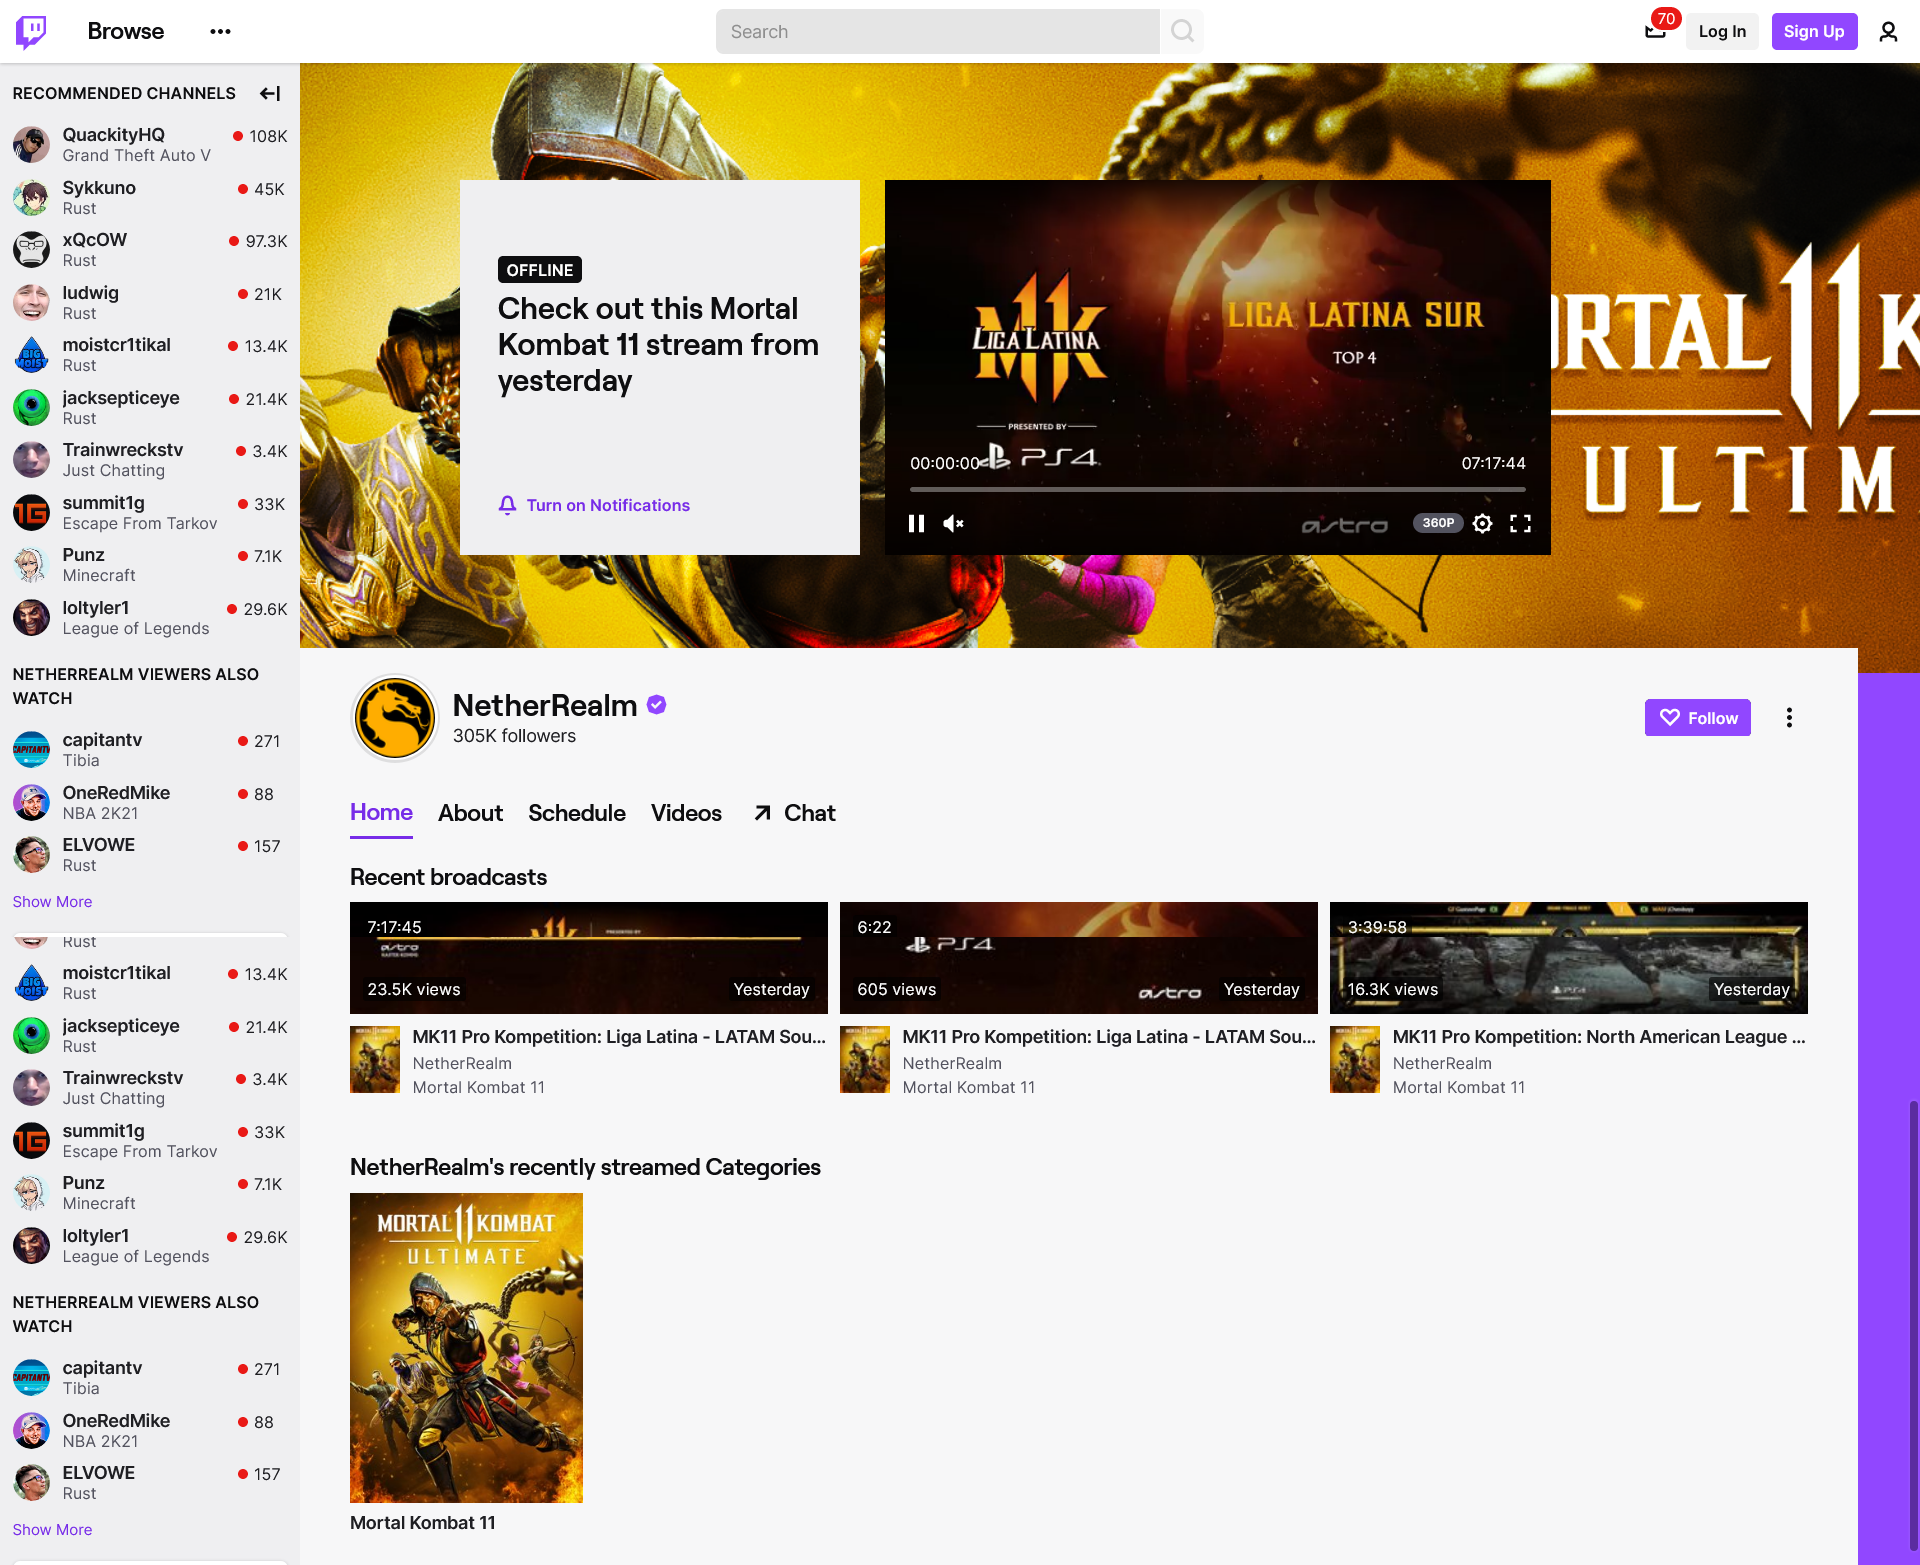 Browse
Search
70
Log In
Sign Up
RECOMMENDED CHANNELS
QuackityHQ
108K
Grand Theft Auto V
Sykkuno
45K
Rust
xQcOW
97.3K
Rust
ludwig
21K
Rust
moistcr1tikal
13.4K
Rust
jacksepticeye
21.4K
Rust
Trainwreckstv
3.4K
Just Chatting
summit1g
33K
Escape From Tarkov
Punz
7.1K
Minecraft
loltyler1
29.6K
League of Legends
NETHERREALM VIEWERS ALSO
WATCH
capitantv
271
Tibia
OneRedMike
88
NBA 2K21
ELVOWE
157
Rust
Show More
Rust
moistcr1tikal
13.4K
Rust
jacksepticeye
21.4K
Rust
Trainwreckstv
3.4K
Just Chatting
summit1g
33K
Escape From Tarkov
Punz
7.1K
Minecraft
loltyler1
29.6K
League of Legends
NETHERREALM VIEWERS ALSO
WATCH
capitantv
271
Tibia
OneRedMike
88
NBA 2K21
ELVOWE
157
Rust
Show More
OFFLINE
Check out this Mortal
Kombat 11 stream from
yesterday
Turn on Notifications
MK
LIGA LATINA
PRESENTED BY
PS4
LIGA LATINA SUR
TOP 4
00:00:00
07:17:44
astro
360P
RTAL 11 K
ULTIM
NetherRealm
305K followers
Follow
Home
About
Schedule
Videos
Chat
Recent broadcasts
7:17:45
PRESENTED BY
astro
23.5K views
Yesterday
MK11 Pro Kompetition: Liga Latina - LATAM Sou...
NetherRealm
Mortal Kombat 11
6:22
PS4
605 views
astro
Yesterday
MK11 Pro Kompetition: Liga Latina - LATAM Sou...
NetherRealm
Mortal Kombat 11
3:39:58
16.3K views
PS4
Yesterday
MK11 Pro Kompetition: North American League ...
NetherRealm
Mortal Kombat 11
NetherRealm's recently streamed Categories
MORTAL 11 KOMBAT
ULTIMATE
Mortal Kombat 11